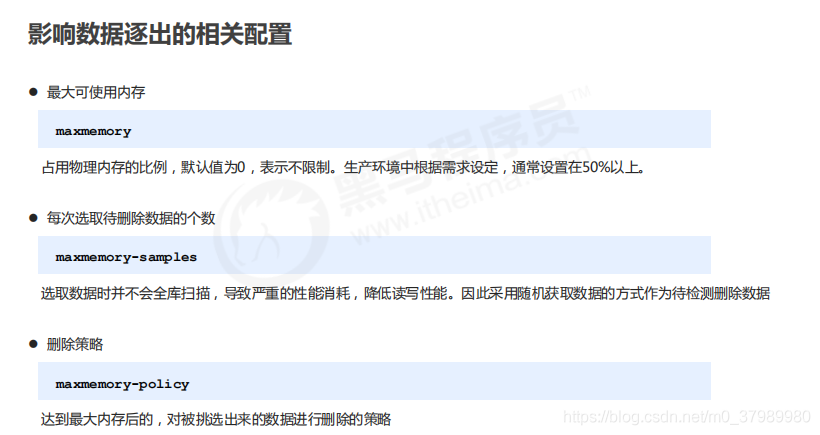 影响数据逐出的相关配置
● 最大可使用内存
maxmemory
占用物理内存的比例，默认值为0，表示不限制。生产环境中根据需求设定，通常设置在50%以上。
● 每次选取待删除数据的个数
maxmemory-samples
选取数据时并不会全库扫描，导致严重的性能消耗，降低读写性能。因此采用随机获取数据的方式作为待检测删除数据
● 删除策略
maxmemory-policy
达到最大内存后的，对被挑选出来的数据进行删除的策略
黑马程序员™
www.itheima.com
https://blog.csdn.net/m0_37989980